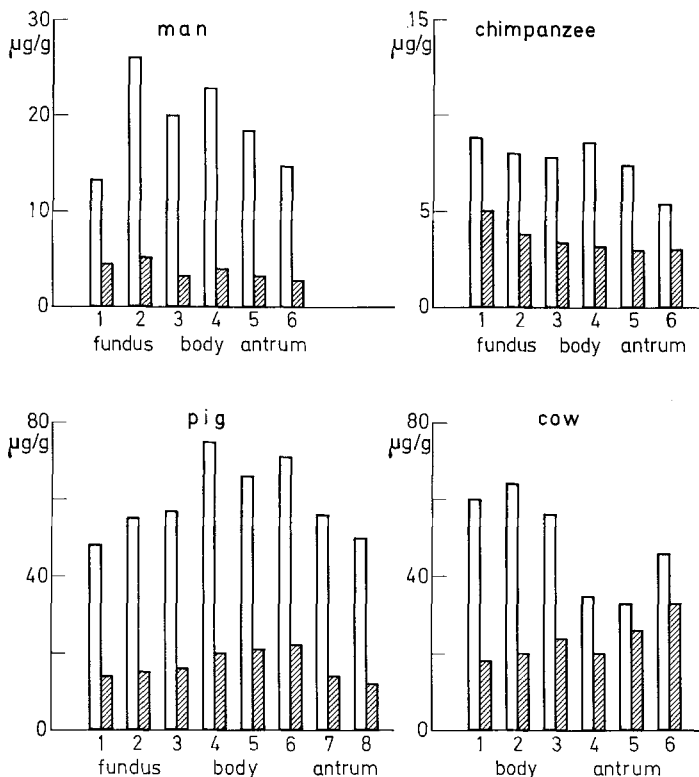 man
µg/g
30
20
10
0
1 2 3 4 5 6
fundus body antrum
chimpanzee
15
µg/g
5
0
1 2 3 4 5 6
fundus body antrum
pig
80
µg/g
40
0
1 2 3 4 5 6 7 8
fundus body antrum
cow
80
µg/g
40
0
1 2 3 4 5 6
body antrum